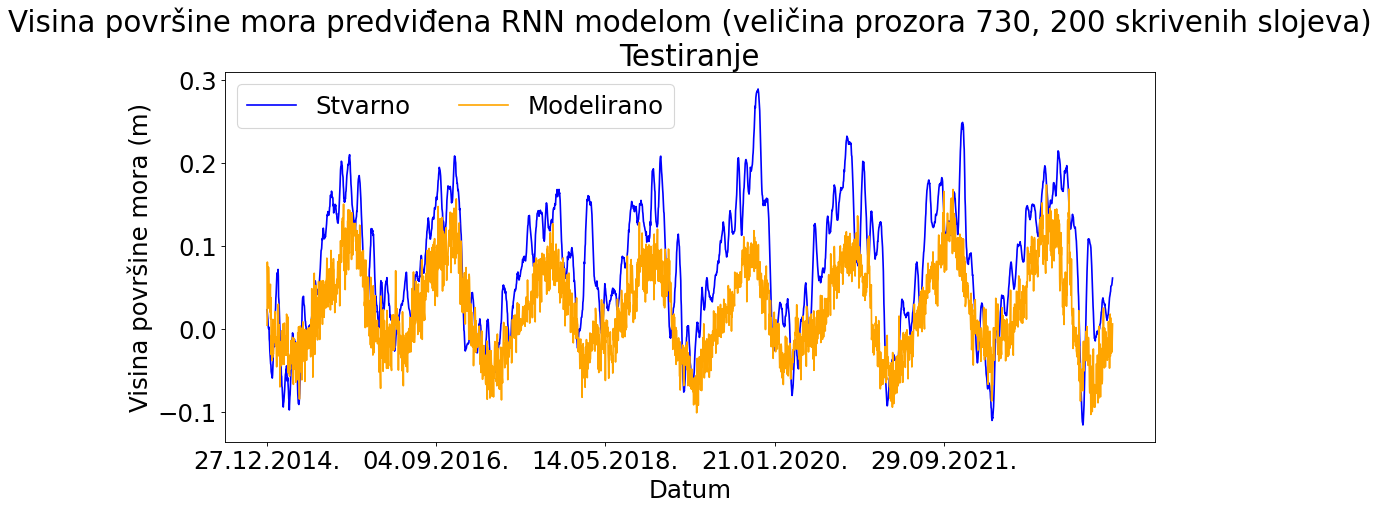 Visina površine mora predviđena RNN modelom (veličina prozora 730, 200 skrivenih slojeva)
Testiranje
Stvarno Modelirano
Visina površine mora (m)
0.3
0.2
0.1
0.0
−0.1
27.12.2014. 04.09.2016. 14.05.2018. 21.01.2020. 29.09.2021.
Datum